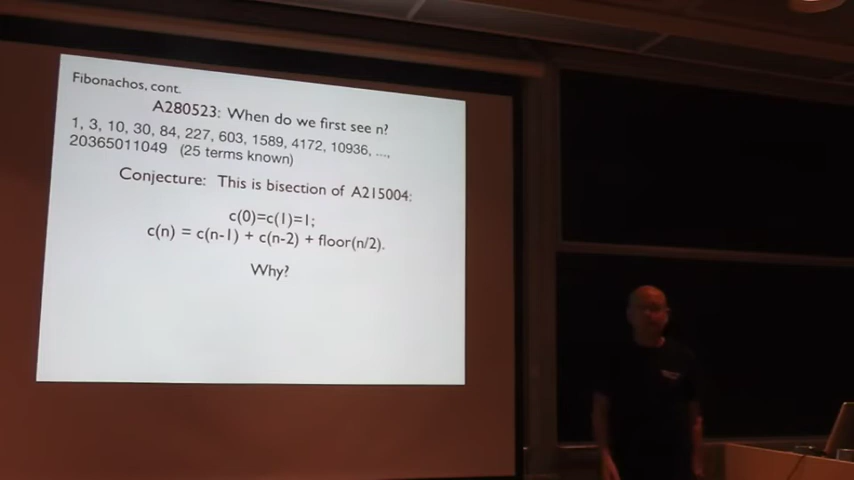 Fibonachos, cont.
A280523: When do we first see n?
1, 3, 10, 30, 84, 227, 603, 1589, 4172, 10936, ...,
20365011049 (25 terms known)
Conjecture: This is bisection of A215004:
c(0)=c(1)=1;
c(n) = c(n-1) + c(n-2) + floor(n/2).
Why?